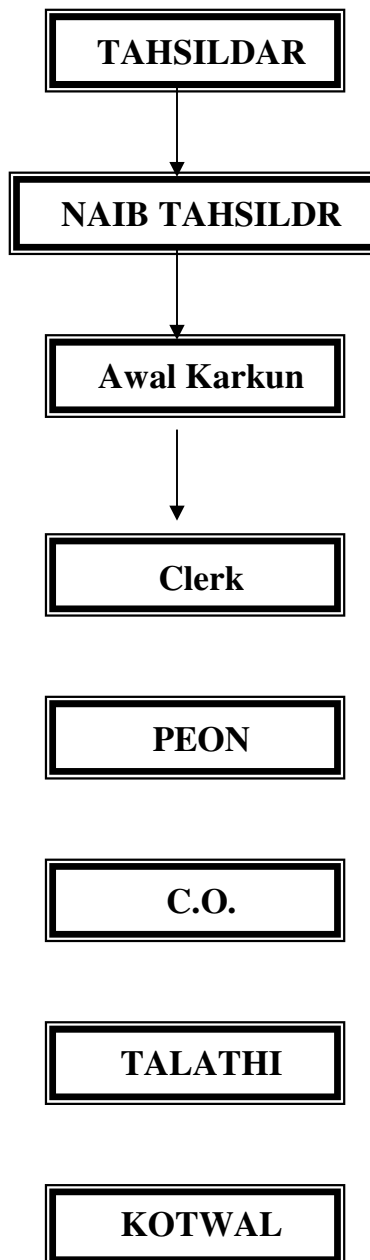 TAHSILDAR
NAIB TAHSILDR
Awal Karkun
Clerk
PEON
C.O.
TALATHI
KOTWAL